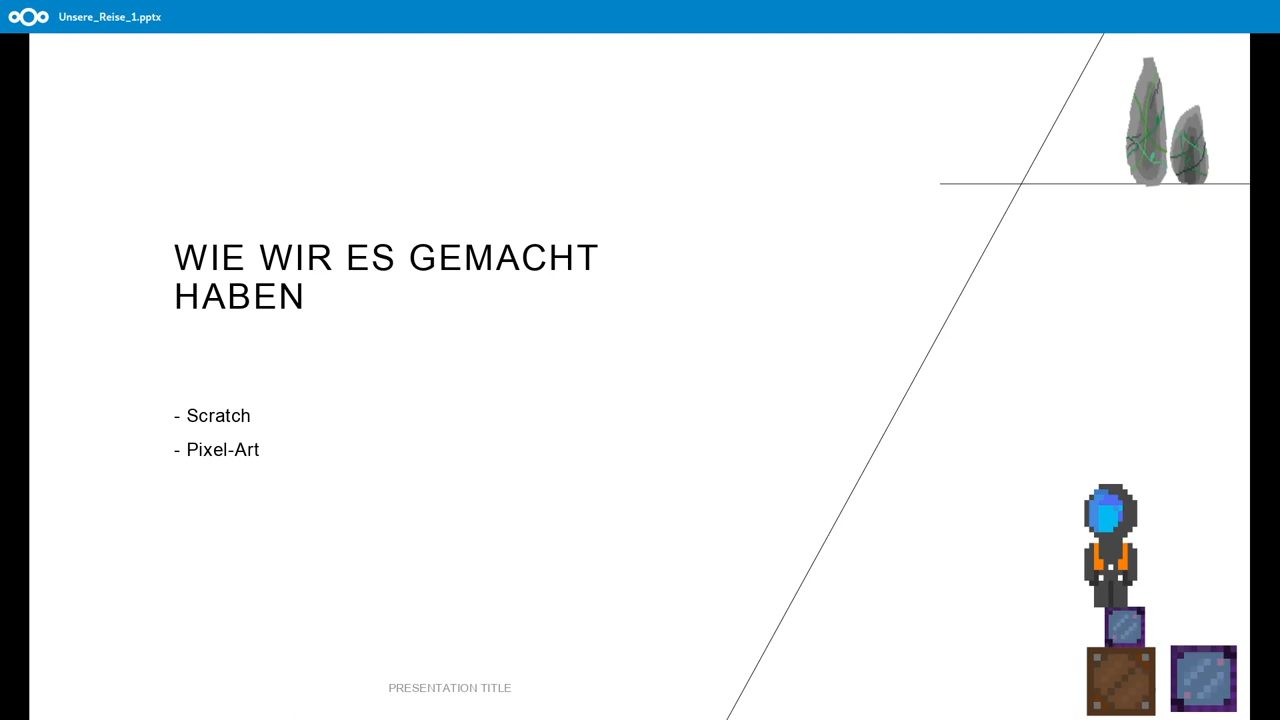 Unsere_Reise_1.pptx
WIE WIR ES GEMACHT
HABEN
- Scratch
- Pixel-Art
PRESENTATION TITLE